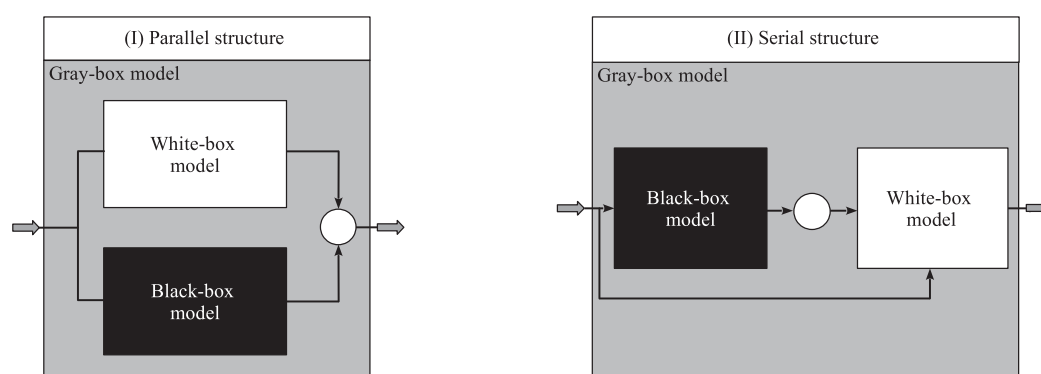 (I) Parallel structure
Gray-box model
White-box
model
Black-box
model
(II) Serial structure
Gray-box model
Black-box
model
White-box
model